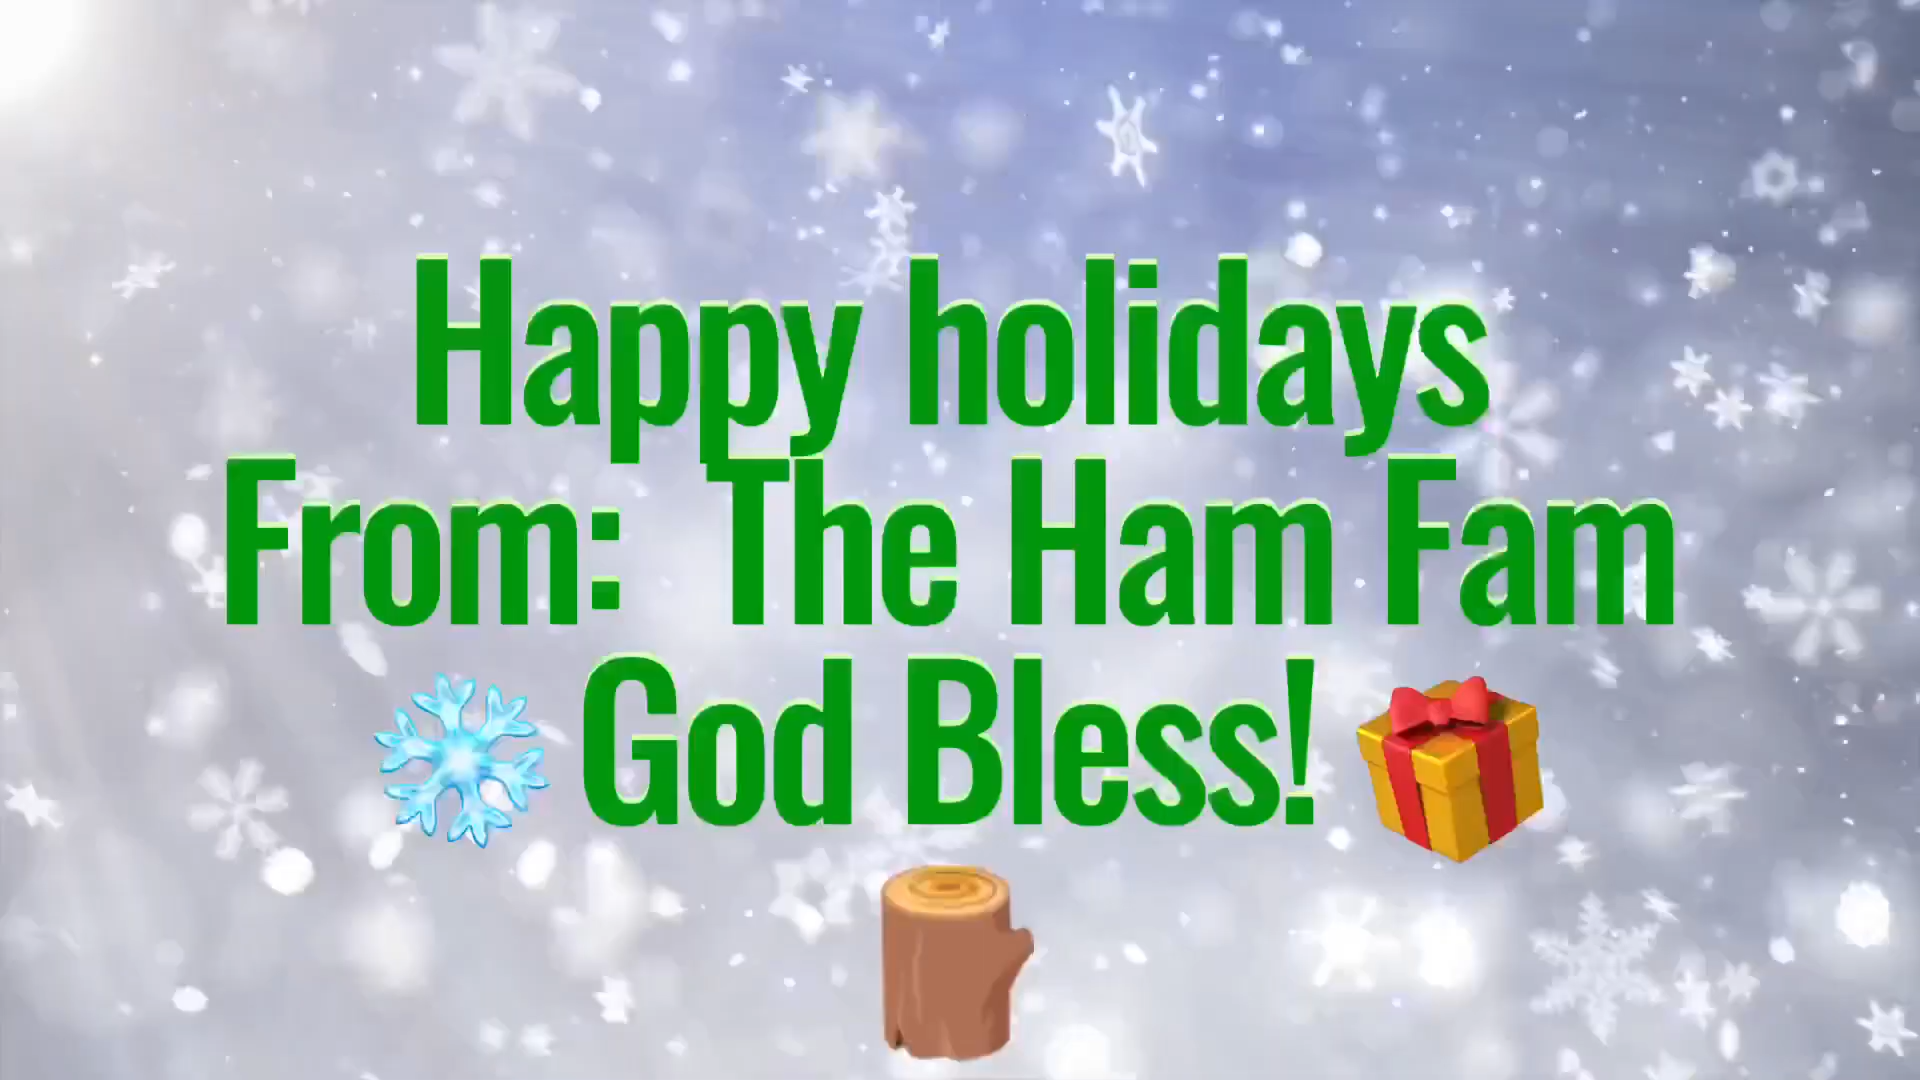 Happy holidays
From: The Ham Fam
❄️ God Bless! 🎁
🪵